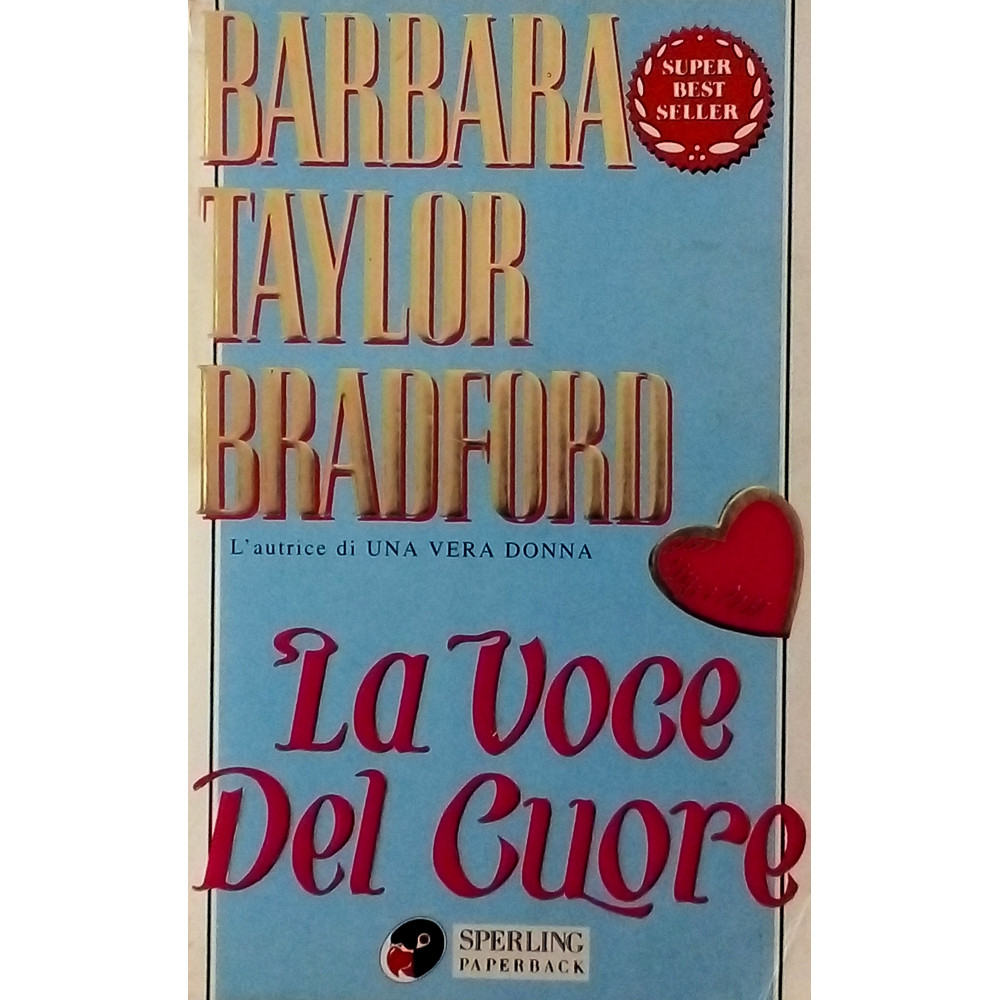 BARBARA
TAYLOR
BRADFORD
SUPER
BEST
SELLER
L'autrice di UNA VERA DONNA
La Voce
Del Cuore
SPERLING
PAPERBACK